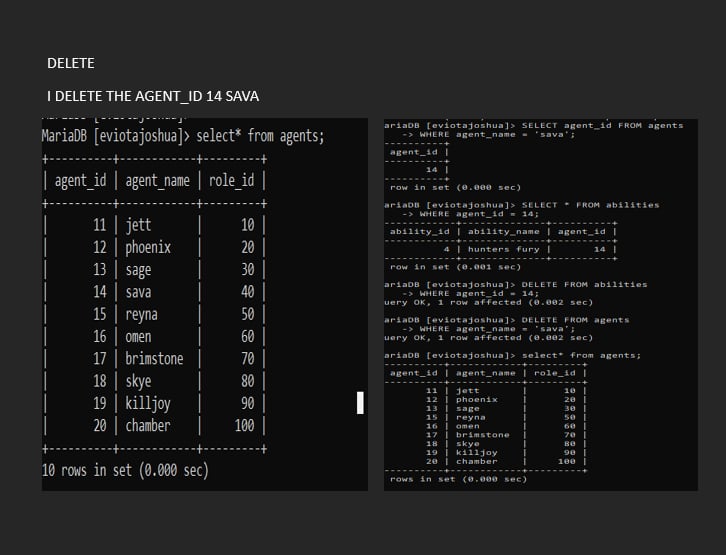 DELETE
I DELETE THE AGENT_ID 14 SAVA
MariaDB [eviotajoshua]> select* from agents;
+----------+------------+---------+
| agent_id | agent_name | role_id |
+----------+------------+---------+
| 11 | jett | 10 |
| 12 | phoenix | 20 |
| 13 | sage | 30 |
| 14 | sava | 40 |
| 15 | reyna | 50 |
| 16 | omen | 60 |
| 17 | brimstone | 70 |
| 18 | skye | 80 |
| 19 | killjoy | 90 |
| 20 | chamber | 100 |
+----------+------------+---------+
10 rows in set (0.000 sec)
ariaDB [eviotajoshua]> SELECT agent_id FROM agents
-> WHERE agent_name = 'sava';
----------+
agent_id |
----------+
14 |
----------+
row in set (0.000 sec)
ariaDB [eviotajoshua]> SELECT * FROM abilities
-> WHERE agent_id = 14;
-----------+--------------+----------+
ability_id | ability_name | agent_id |
-----------+--------------+----------+
4 | hunters fury | 14 |
-----------+--------------+----------+
row in set (0.001 sec)
ariaDB [eviotajoshua]> DELETE FROM abilities
-> WHERE agent_id = 14;
uery OK, 1 row affected (0.002 sec)
ariaDB [eviotajoshua]> DELETE FROM agents
-> WHERE agent_name = 'sava';
uery OK, 1 row affected (0.002 sec)
ariaDB [eviotajoshua]> select* from agents;
----------+------------+---------+
agent_id | agent_name | role_id |
----------+------------+---------+
11 | jett | 10 |
12 | phoenix | 20 |
13 | sage | 30 |
15 | reyna | 50 |
16 | omen | 60 |
17 | brimstone | 70 |
18 | skye | 80 |
19 | killjoy | 90 |
20 | chamber | 100 |
----------+------------+---------+
rows in set (0.000 sec)